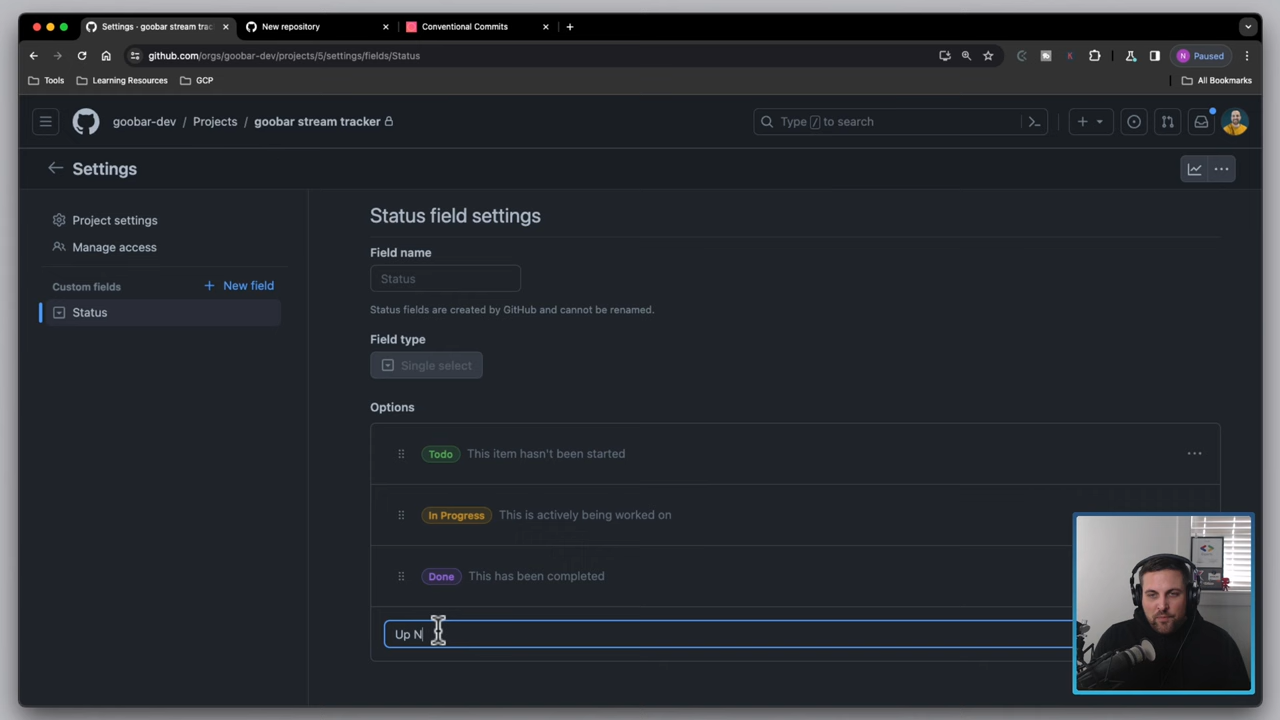 Settings · goobar stream trac
New repository
Conventional Commits
github.com/orgs/goobar-dev/projects/5/settings/fields/Status
N Paused
Tools
Learning Resources
GCP
All Bookmarks
goobar-dev / Projects / goobar stream tracker
Type / to search
Settings
Project settings
Manage access
Custom fields
New field
Status
Status field settings
Field name
Status
Status fields are created by GitHub and cannot be renamed.
Field type
Single select
Options
Todo This item hasn't been started
In Progress This is actively being worked on
Done This has been completed
Up N